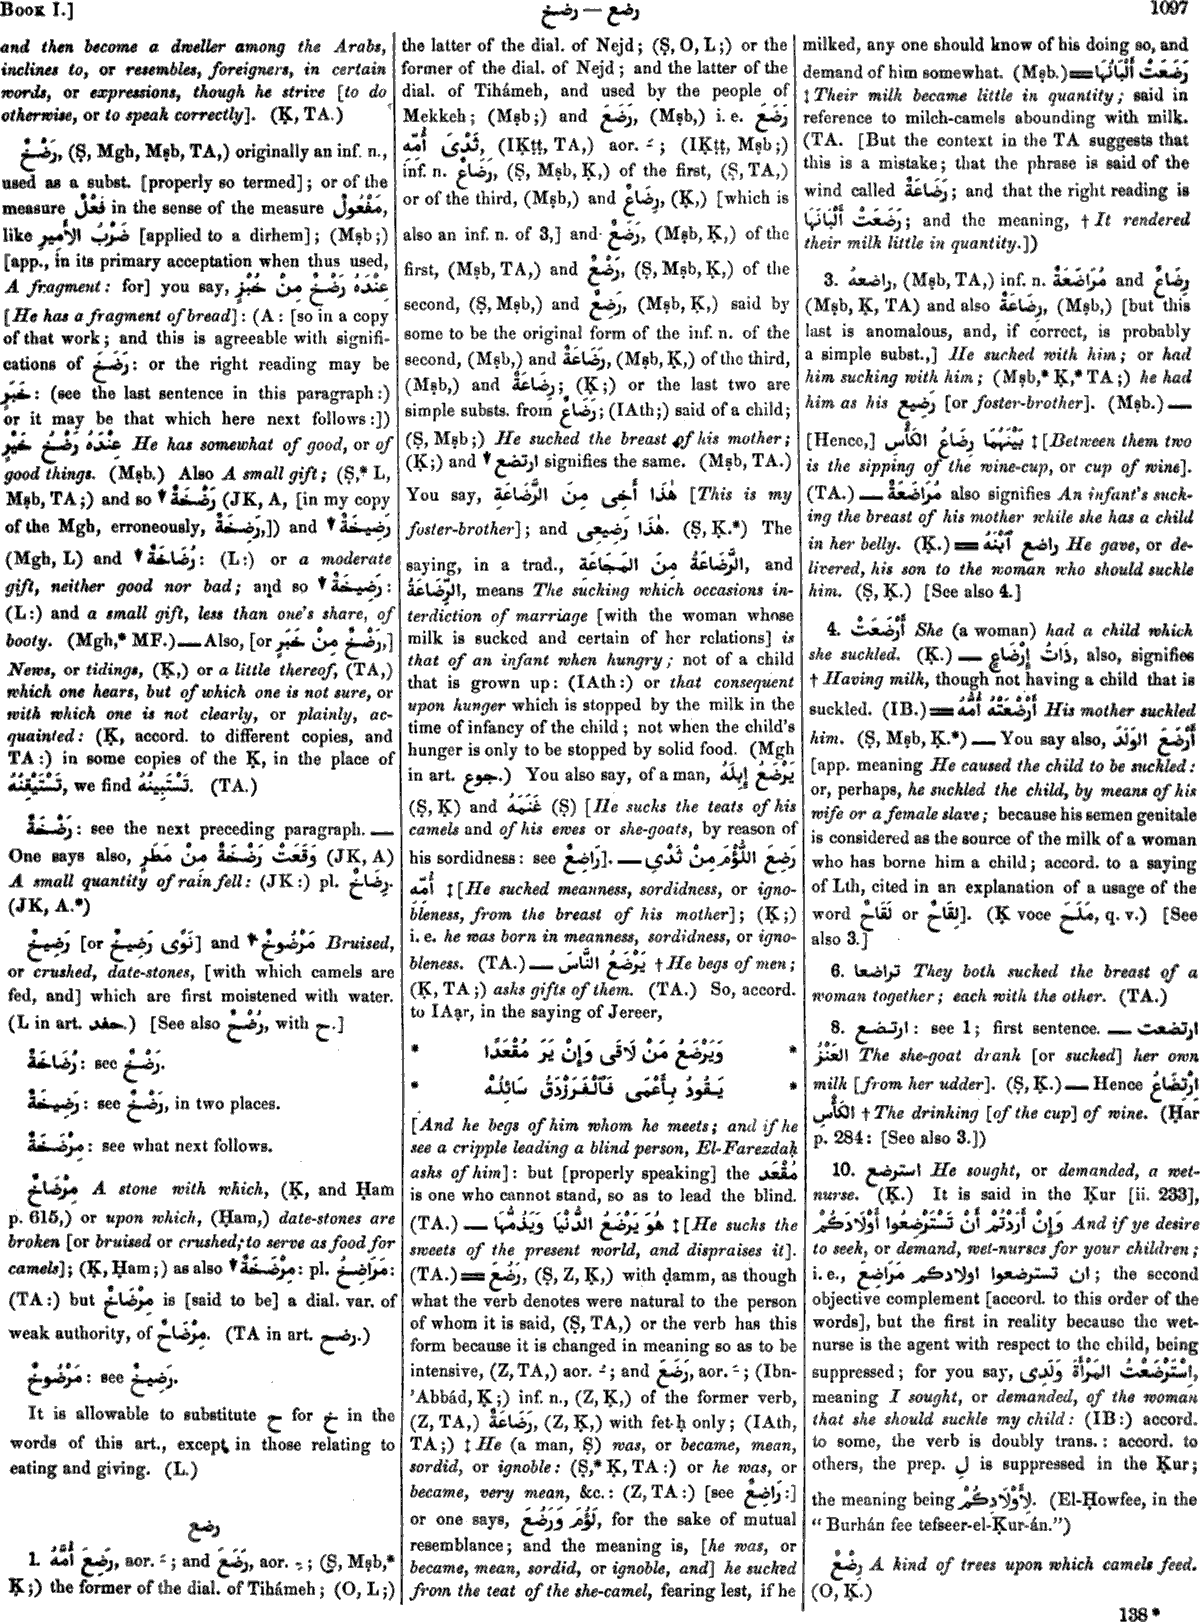 Book I.]
رضع — رضخ
1097
and then become a dweller among the Arabs,
inclines to, or resembles, foreigners, in certain
words, or expressions, though he strive [to do
otherwise, or to speak correctly]. (Ḳ, TA.)
رَضْخٌ, (Ṣ, Mgh, Mṣb, TA,) originally an inf. n.,
used as a subst. [properly so termed]; or of the
measure فَعْلٌ in the sense of the measure مَفْعُولٌ,
like ضَرْبُ الأَمِيرِ [applied to a dirhem]; (Mṣb;)
[app., in its primary acceptation when thus used,
A fragment: for] you say, عِنْدَهُ رَضْخٌ مِنْ خُبْزٍ
[He has a fragment of bread]: (A: [so in a copy
of that work; and this is agreeable with signifi-
cations of رَضَخَ: or the right reading may be
خَبَرٍ: (see the last sentence in this paragraph:)
or it may be that which here next follows:])
عِنْدَهُ رَضْخٌ خَيْرٍ He has somewhat of good, or of
good things. (Mṣb.) Also A small gift; (Ṣ,* L,
Mṣb, TA;) and so رَضْخَةٌ (JK, A, [in my copy
of the Mgh, erroneously, رَضخَةٌ,]) and رَضِيخَةٌ
(Mgh, L) and رُضَاخَةٌ: (L:) or a moderate
gift, neither good nor bad; and so رَضِيخَةٌ:
(L:) and a small gift, less than one's share, of
booty. (Mgh,* MF.) — Also, [or رَضْخٌ مِنْ خَبَرٍ,]
News, or tidings, (Ḳ,) or a little thereof, (TA,)
which one hears, but of which one is not sure, or
with which one is not clearly, or plainly, ac-
quainted: (Ḳ, accord. to different copies, and
TA:) in some copies of the Ḳ, in the place of
تَسْتَيْقِنُهُ, we find تَسْتَبِينُهُ. (TA.)
رَضْخَةٌ: see the next preceding paragraph. —
One says also, وَقَعَتْ رَضْخَةٌ مِنْ مَطَرٍ (JK, A)
A small quantity of rain fell: (JK:) pl. رِضَاخٌ.
(JK, A.*)
رَضِيخٌ [or نَوًى رَضِيخٌ] and مَرْضُوخٌ Bruised,
or crushed, date-stones, [with which camels are
fed, and] which are first moistened with water.
(L in art. حفد.) [See also رُضْحٌ, with ح.]
رُضَاخَةٌ: see رَضْخٌ.
رَضِيخَةٌ: see رَضْخٌ, in two places.
مِرْضَخَةٌ: see what next follows.
مِرْضَاخٌ A stone with which, (Ḳ, and Ḥam
p. 615,) or upon which, (Ḥam,) date-stones are
broken [or bruised or crushed, to serve as food for
camels]; (Ḳ, Ḥam;) as also مِرْضَخَةٌ: pl. مَرَاضِخُ:
(TA:) but مِرْضَاخٌ is [said to be] a dial. var. of
weak authority, of مِرْضَاحٌ. (TA in art. رضح.)
مَرْضُوخٌ: see رَضِيخٌ.
It is allowable to substitute ح for خ in the
words of this art., except in those relating to
eating and giving. (L.)
رضع
1. رَضِعَ أُمَّهُ, aor. ـَ; and رَضَعَ, aor. ـِ; (Ṣ, Mṣb,*
Ḳ;) the former of the dial. of Tihámeh; (O, L;)
the latter of the dial. of Nejd; (Ṣ, O, L;) or the
former of the dial. of Nejd; and the latter of the
dial. of Tihámeh, and used by the people of
Mekkeh; (Mṣb;) and رَضَعَ, (Mṣb,) i. e. رَضَعَ
ثَدْىَ أُمِّهِ, (IḲṭṭ, TA,) aor. ـَ; (IḲṭṭ, Mṣb;)
inf. n. رَضَاعٌ, (Ṣ, Mṣb, Ḳ,) of the first, (Ṣ, TA,)
or of the third, (Mṣb,) and رِضَاعٌ, (Ḳ,) [which is
also an inf. n. of 3,] and رَضَعٌ, (Mṣb, Ḳ,) of the
first, (Mṣb, TA,) and رَضْعٌ, (Ṣ, Mṣb, Ḳ,) of the
second, (Ṣ, Mṣb,) and رَضِعٌ, (Mṣb, Ḳ,) said by
some to be the original form of the inf. n. of the
second, (Mṣb,) and رَضَاعَةٌ, (Mṣb, Ḳ,) of the third,
(Mṣb,) and رِضَاعَةٌ; (Ḳ;) or the last two are
simple substs. from رَضَاعٌ; (IAth;) said of a child;
(Ṣ, Mṣb;) He sucked the breast of his mother;
(Ḳ;) and ارتضع signifies the same. (Mṣb, TA.)
You say, هٰذَا أَخِى مِنَ الرَّضَاعَةِ [This is my
foster-brother]; and هٰذَا رَضِيعِى. (Ṣ, Ḳ.*) The
saying, in a trad., الرَّضَاعَةُ مِنَ المَجَاعَةِ, and
الرِّضَاعَةُ, means The sucking which occasions in-
terdiction of marriage [with the woman whose
milk is sucked and certain of her relations] is
that of an infant when hungry; not of a child
that is grown up: (IAth:) or that consequent
upon hunger which is stopped by the milk in the
time of infancy of the child; not when the child's
hunger is only to be stopped by solid food. (Mgh
in art. جوع.) You also say, of a man, يَرْضَعُ إِبِلَهُ
(Ṣ, Ḳ) and غَنَمَهُ (Ṣ) [He sucks the teats of his
camels and of his ewes or she-goats, by reason of
his sordidness: see رَاضِعٌ]. — رَضِعَ اللُّؤْمَ مِنْ ثَدْىِ
أُمِّهِ ‡ [He sucked meanness, sordidness, or igno-
bleness, from the breast of his mother]; (Ḳ;)
i. e. he was born in meanness, sordidness, or igno-
bleness. (TA.) — يَرْضَعُ النَّاسَ † He begs of men;
(Ḳ, TA;) asks gifts of them. (TA.) So, accord.
to IAạr, in the saying of Jereer,
* وَيَرْضَعُ مَنْ لَاقَى وَإِنْ يَرَ مُقْعَدًا *
* يَقُودُ بِأَعْمَى فَٱلْفَرَزْدَقُ سَائِلُهْ *
[And he begs of him whom he meets; and if he
see a cripple leading a blind person, El-Farezdaḳ
asks of him]: but [properly speaking] the مُقْعَد
is one who cannot stand, so as to lead the blind.
(TA.) — هُوَ يَرْضَعُ الدُّنْيَا وَيَذُمُّهَا ‡ [He sucks the
sweets of the present world, and dispraises it].
(TA.) = رَضُعَ, (Ṣ, Z, Ḳ,) with ḍamm, as though
what the verb denotes were natural to the person
of whom it is said, (Ṣ, TA,) or the verb has this
form because it is changed in meaning so as to be
intensive, (Z, TA,) aor. ـُ; and رَضَعَ, aor. ـَ; (Ibn-
'Abbád, Ḳ;) inf. n., (Z, Ḳ,) of the former verb,
(Z, TA,) رَضَاعَةٌ, (Z, Ḳ,) with fet-ḥ only; (IAth,
TA;) ‡ He (a man, Ṣ) was, or became, mean,
sordid, or ignoble: (Ṣ,* Ḳ, TA:) or he was, or
became, very mean, &c.: (Z, TA:) [see رَاضِعٌ:]
or one says, لَؤُمَ وَرَضُعَ, for the sake of mutual
resemblance; and the meaning is, [he was, or
became, mean, sordid, or ignoble, and] he sucked
from the teat of the she-camel, fearing lest, if he
milked, any one should know of his doing so, and
demand of him somewhat. (Mṣb.) = رَضُعَتْ أَلْبَانُهَا
‡ Their milk became little in quantity; said in
reference to milch-camels abounding with milk.
(TA. [But the context in the TA suggests that
this is a mistake; that the phrase is said of the
wind called رَضَاعَة; and that the right reading is
رَضَعَتْ أَلْبَانَهَا; and the meaning, † It rendered
their milk little in quantity.])
3. راضعهُ, (Mṣb, TA,) inf. n. مُرَاضَعَةٌ and رِضَاعٌ
(Mṣb, Ḳ, TA) and also رِضَاعَةٌ, (Mṣb,) [but this
last is anomalous, and, if correct, is probably
a simple subst.,] He sucked with him; or had
him sucking with him; (Mṣb,* Ḳ,* TA;) he had
him as his رَضِيع [or foster-brother]. (Mṣb.) —
[Hence,] بَيْنَهُمَا رِضَاعُ الكَأْسِ ‡ [Between them two
is the sipping of the wine-cup, or cup of wine].
(TA.) — مُرَاضَعَةٌ also signifies An infant's suck-
ing the breast of his mother while she has a child
in her belly. (Ḳ.) = راضع ٱبْنَهُ He gave, or de-
livered, his son to the woman who should suckle
him. (Ṣ, Ḳ.) [See also 4.]
4. أَرْضَعَتْ She (a woman) had a child which
she suckled. (Ḳ.) — ذَاتُ إِرْضَاعٍ, also, signifies
† Having milk, though not having a child that is
suckled. (IB.) = أَرْضَعَتْهُ أُمُّهُ His mother suckled
him. (Ṣ, Mṣb, Ḳ.*) — You say also, أَرْضَعَ الوَلَدَ
[app. meaning He caused the child to be suckled:
or, perhaps, he suckled the child, by means of his
wife or a female slave; because his semen genitale
is considered as the source of the milk of a woman
who has borne him a child; accord. to a saying
of Lth, cited in an explanation of a usage of the
word لَقَاحٌ or لِقَاحٌ]. (Ḳ voce مَلَحَ, q. v.) [See
also 3.]
6. تراضعا They both sucked the breast of a
woman together; each with the other. (TA.)
8. ارتضع: see 1; first sentence. — ارتضعت
العَنْزُ The she-goat drank [or sucked] her own
milk [from her udder]. (Ṣ, Ḳ.) — Hence ارْتِضَاعُ
الكَأْسِ † The drinking [of the cup] of wine. (Ḥar
p. 284: [See also 3.])
10. استرضع He sought, or demanded, a wet-
nurse. (Ḳ.) It is said in the Ḳur [ii. 233],
وَإِنْ أَرَدْتُمْ أَنْ تَسْتَرْضِعُوا أَوْلَادَكُمْ And if ye desire
to seek, or demand, wet-nurses for your children;
i. e., ان تسترضعوا اولادكم مَرَاضِعَ; the second
objective complement [accord. to this order of the
words], but the first in reality because the wet-
nurse is the agent with respect to the child, being
suppressed; for you say, اِسْتَرْضَعْتُ المَرْأَةَ وَلَدِى,
meaning I sought, or demanded, of the woman
that she should suckle my child: (IB:) accord.
to some, the verb is doubly trans.: accord. to
others, the prep. لِ is suppressed in the Ḳur;
the meaning being لِأَوْلَادِكُمْ. (El-Ḥowfee, in the
“Burhán fee tefseer-el-Ḳur-án.”)
رِضْعٌ A kind of trees upon which camels feed.
(O, Ḳ.)
138 *